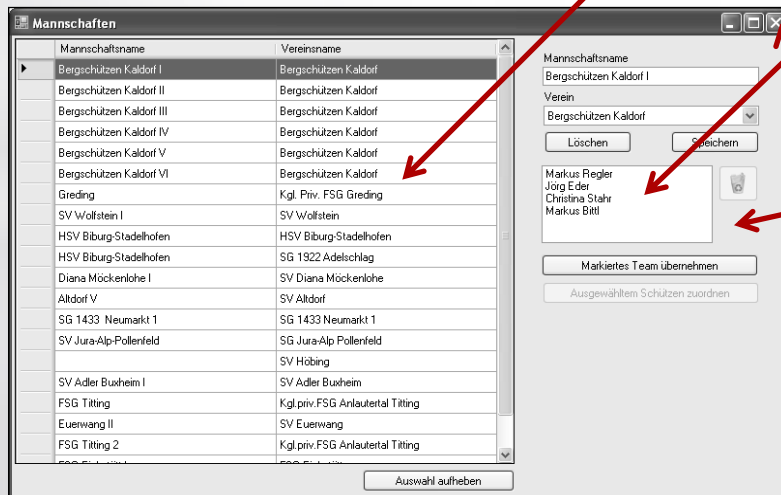 Mannschaften
Mannschaftsname Vereinsname
Bergschützen Kaldorf I Bergschützen Kaldorf
Bergschützen Kaldorf II Bergschützen Kaldorf
Bergschützen Kaldorf III Bergschützen Kaldorf
Bergschützen Kaldorf IV Bergschützen Kaldorf
Bergschützen Kaldorf V Bergschützen Kaldorf
Bergschützen Kaldorf VI Bergschützen Kaldorf
Greding Kgl. Priv. FSG Greding
SV Wolfstein I SV Wolfstein
HSV Biburg-Stadelhofen HSV Biburg-Stadelhofen
HSV Biburg-Stadelhofen SG 1922 Adelschlag
Diana Möckenlohe I SV Diana Möckenlohe
Altdorf V SV Altdorf
SG 1433 Neumarkt 1 SG 1433 Neumarkt 1
SV Jura-Alp-Pollenfeld SG Jura-Alp Pollenfeld
SV Höbing
SV Adler Buxheim I SV Adler Buxheim
FSG Titting Kgl.priv.FSG Anlautertal Titting
Euerwang II SV Euerwang
FSG Titting 2 Kgl.priv.FSG Anlautertal Titting
Auswahl aufheben
Mannschaftsname
Bergschützen Kaldorf I
Verein
Bergschützen Kaldorf
Löschen Speichern
Markus Regler
Jörg Eder
Christina Stahr
Markus Bittl
Markiertes Team übernehmen
Ausgewähltem Schützen zuordnen